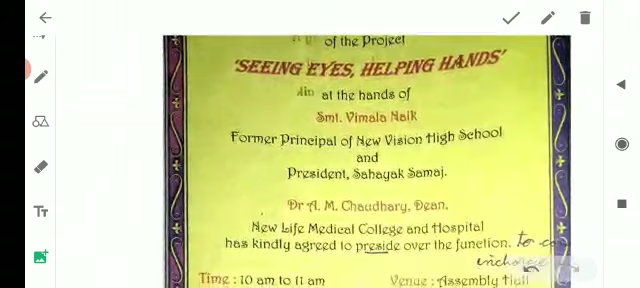 of the Project
'SEEING EYES, HELPING HANDS'
at the hands of
Smt. Vimala Naik
Former Principal of New Vision High School
and
President, Sahayak Samaj.
Dr A. M. Chaudhary, Dean,
New Life Medical College and Hospital
has kindly agreed to preside over the function. to
incharge
Time : 10 am to 11 am
Venue : Assembly Hall